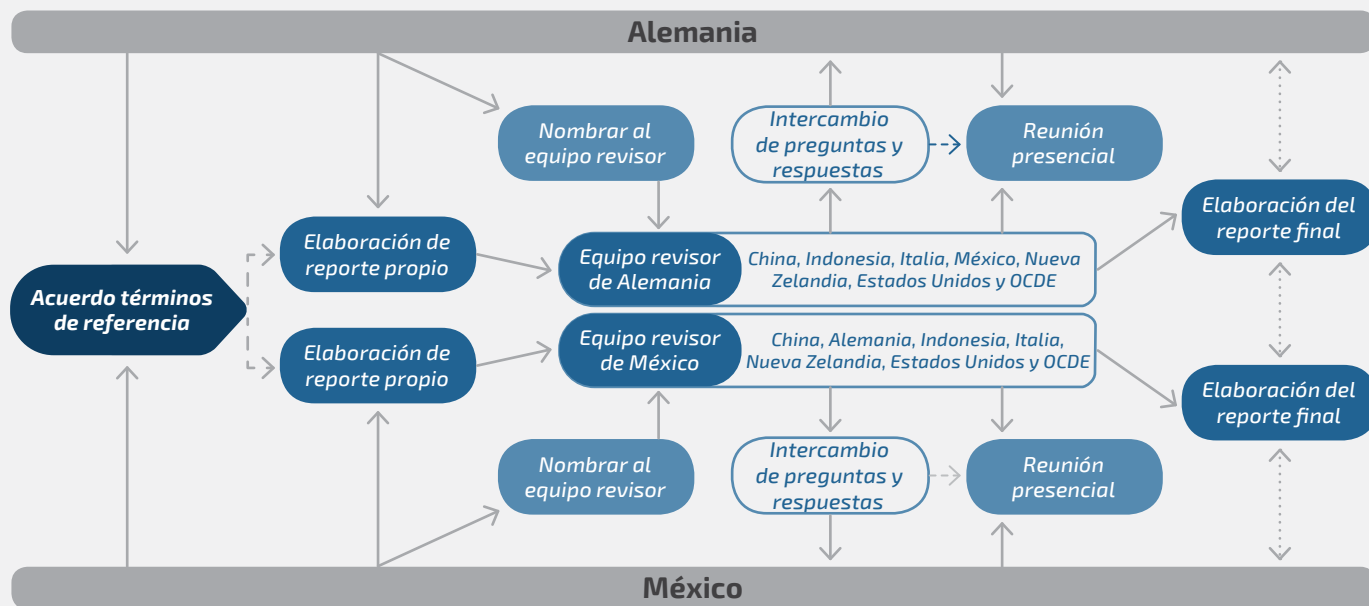 Alemania
Nombrar al
equipo revisor
Intercambio
de preguntas y
respuestas
Reunión
presencial
Elaboración de
reporte propio
Equipo revisor
de Alemania
China, Indonesia, Italia, México, Nueva
Zelandia, Estados Unidos y OCDE
Elaboración del
reporte final
Acuerdo términos
de referencia
Elaboración de
reporte propio
Equipo revisor
de México
China, Alemania, Indonesia, Italia,
Nueva Zelandia, Estados Unidos y OCDE
Elaboración del
reporte final
Nombrar al
equipo revisor
Intercambio
de preguntas y
respuestas
Reunión
presencial
México